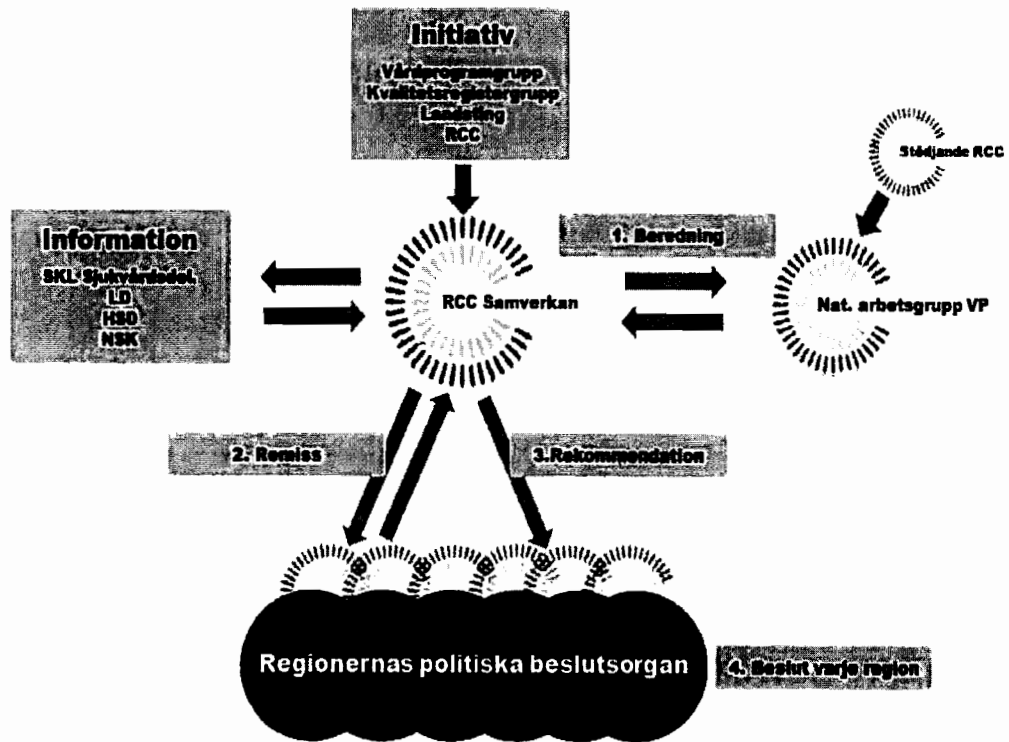 Initiativ
Vårdprogramgrupp
Kvalitetsregistergrupp
Landsting
RCC
Stödjande RCC
Information
SKL Sjukvårdsdel.
LD
HSD
NSK
1. Beredning
RCC Samverkan
Nat. arbetsgrupp VP
2. Remiss
3.Rekommendation
Regionernas politiska beslutsorgan
4. Beslut varje region